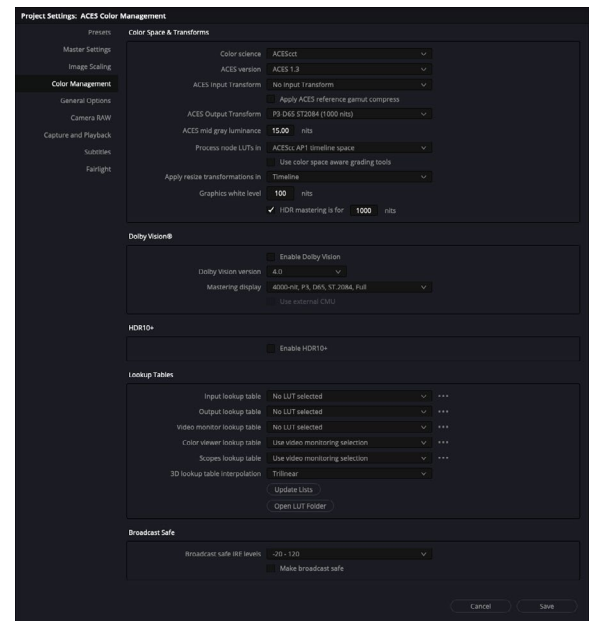 Project Settings: ACES Color Management
Presets
Master Settings
Image Scaling
Color Management
General Options
Camera RAW
Capture and Playback
Subtitles
Fairlight
Color Space & Transforms
Color science ACEScct
ACES version ACES 1.3
ACES Input Transform No Input Transform
Apply ACES reference gamut compress
ACES Output Transform P3 D65 ST2084 (1000 nits)
ACES mid gray luminance 15.00 nits
Process node LUTs in ACEScc AP1 timeline space
Use color space aware grading tools
Apply resize transformations in Timeline
Graphics white level 100 nits
HDR mastering is for 1000 nits
Dolby Vision®
Enable Dolby Vision
Dolby Vision version 4.0
Mastering display 4000-nit, P3, D65, ST.2084, Full
Use external CMU
HDR10+
Enable HDR10+
Lookup Tables
Input lookup table No LUT selected
Output lookup table No LUT selected
Video monitor lookup table No LUT selected
Color viewer lookup table Use video monitoring selection
Scopes lookup table Use video monitoring selection
3D lookup table interpolation Trilinear
Update Lists
Open LUT Folder
Broadcast Safe
Broadcast safe IRE levels -20 - 120
Make broadcast safe
Cancel Save